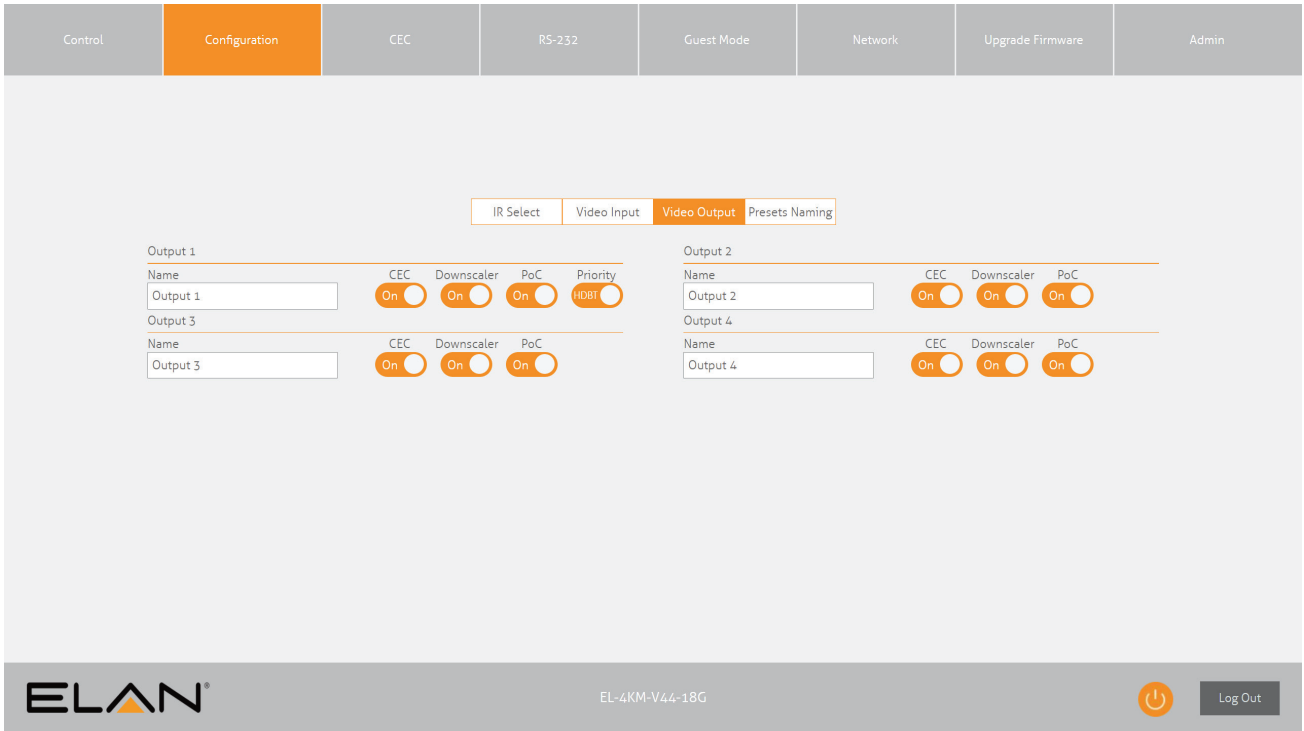 Control Configuration CEC RS-232 Guest Mode Network Upgrade Firmware Admin
IR Select Video Input Video Output Presets Naming
Output 1
Name CEC Downscaler PoC Priority
Output 1 On On On HDBT
Output 2
Name CEC Downscaler PoC
Output 2 On On On
Output 3
Name CEC Downscaler PoC
Output 3 On On On
Output 4
Name CEC Downscaler PoC
Output 4 On On On
ELAN® EL-4KM-V44-18G Log Out